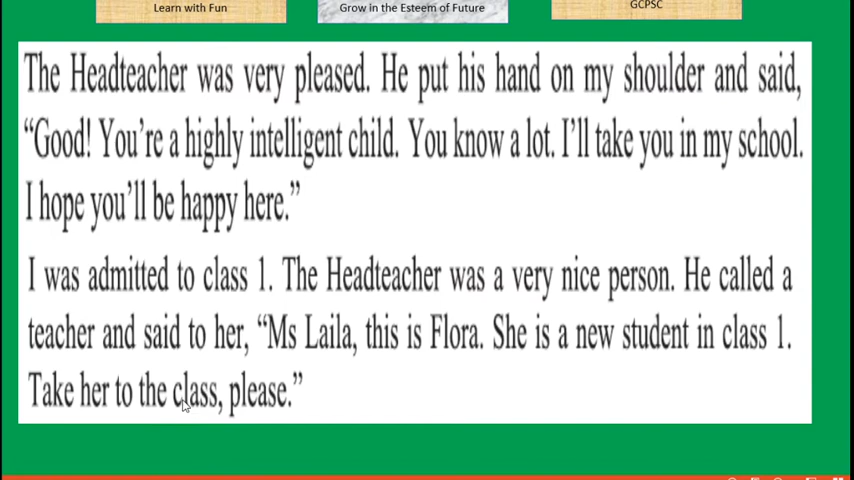 Learn with Fun
Grow in the Esteem of Future
GCPSC
The Headteacher was very pleased. He put his hand on my shoulder and said,
“Good! You’re a highly intelligent child. You know a lot. I’ll take you in my school.
I hope you’ll be happy here.”
I was admitted to class 1. The Headteacher was a very nice person. He called a
teacher and said to her, “Ms Laila, this is Flora. She is a new student in class 1.
Take her to the class, please.”